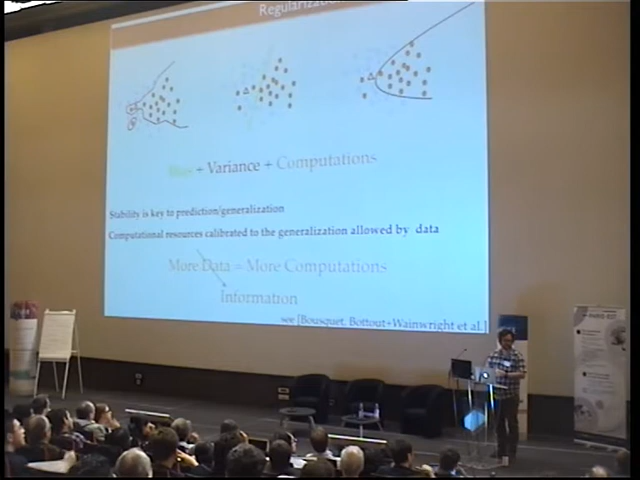 Regularization
Bias + Variance + Computations
Stability is key to prediction/generalization
Computational resources calibrated to the generalization allowed by data
More Data = More Computations
Information
see [Bousquet, Bottout+Wainwright et al.]